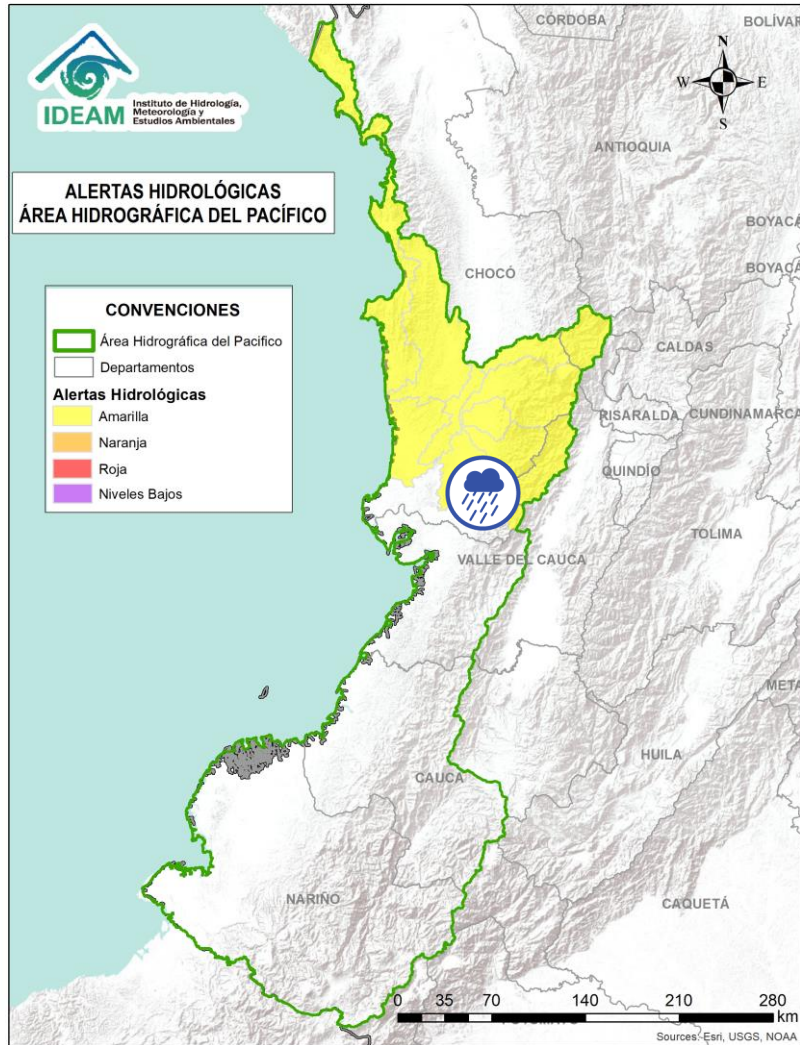 IDEAM
Instituto de Hidrología,
Meteorología y
Estudios Ambientales
ALERTAS HIDROLÓGICAS
ÁREA HIDROGRÁFICA DEL PACÍFICO
CONVENCIONES
Área Hidrográfica del Pacifico
Departamentos
Alertas Hidrológicas
Amarilla
Naranja
Roja
Niveles Bajos
N
W
E
S
CÓRDOBA
BOLÍVAR
ANTIOQUIA
BOYACÁ
BOYACÁ
CHOCÓ
CALDAS
RISARALDA
CUNDINAMARCA
QUINDÍO
TOLIMA
VALLE DEL CAUCA
META
HUILA
CAUCA
NARIÑO
CAQUETÁ
0 35 70 140 210 280
km
Sources: Esri, USGS, NOAA